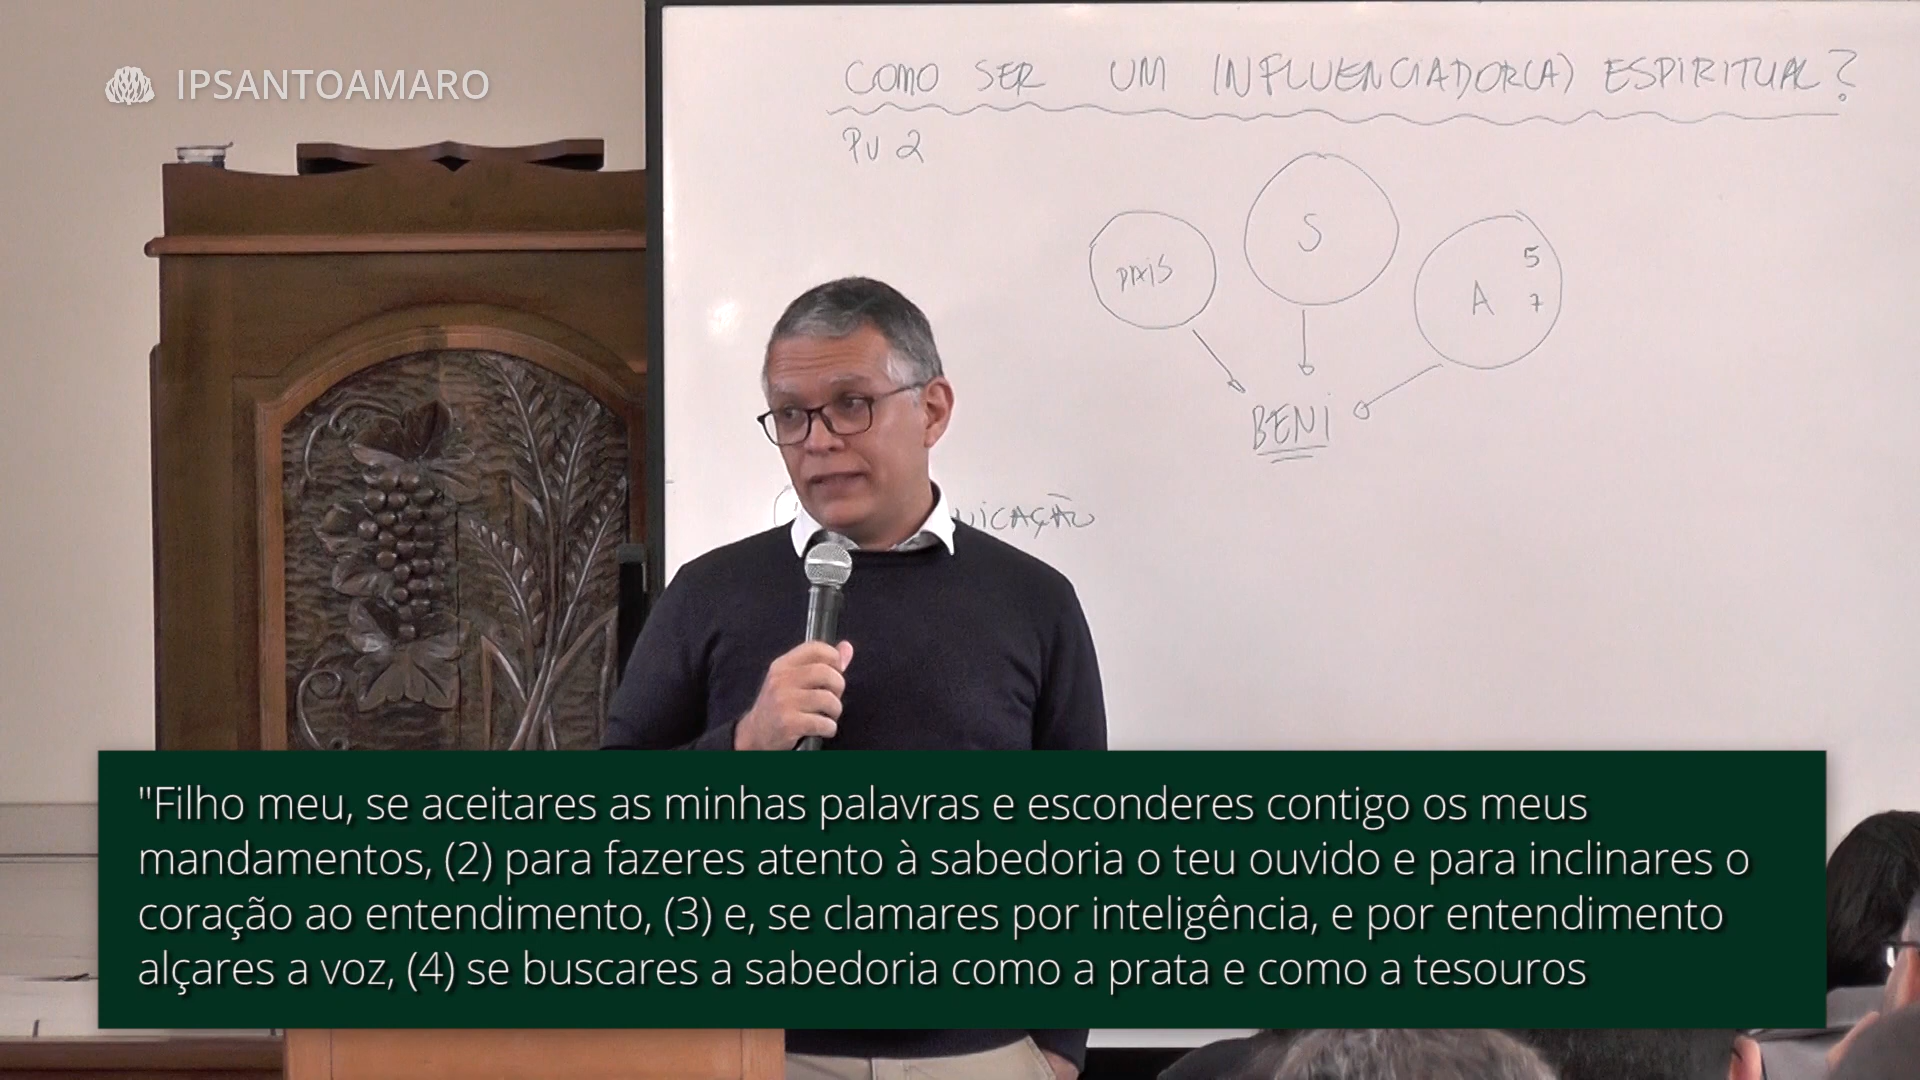 IPSANTOAMARO
COMO SER UM INFLUENCIADOR(A) ESPIRITUAL?
PV 2
PAIS
S
A
5
7
BENI
NICAÇÃO
"Filho meu, se aceitares as minhas palavras e esconderes contigo os meus
mandamentos, (2) para fazeres atento à sabedoria o teu ouvido e para inclinares o
coração ao entendimento, (3) e, se clamares por inteligência, e por entendimento
alçares a voz, (4) se buscares a sabedoria como a prata e como a tesouros